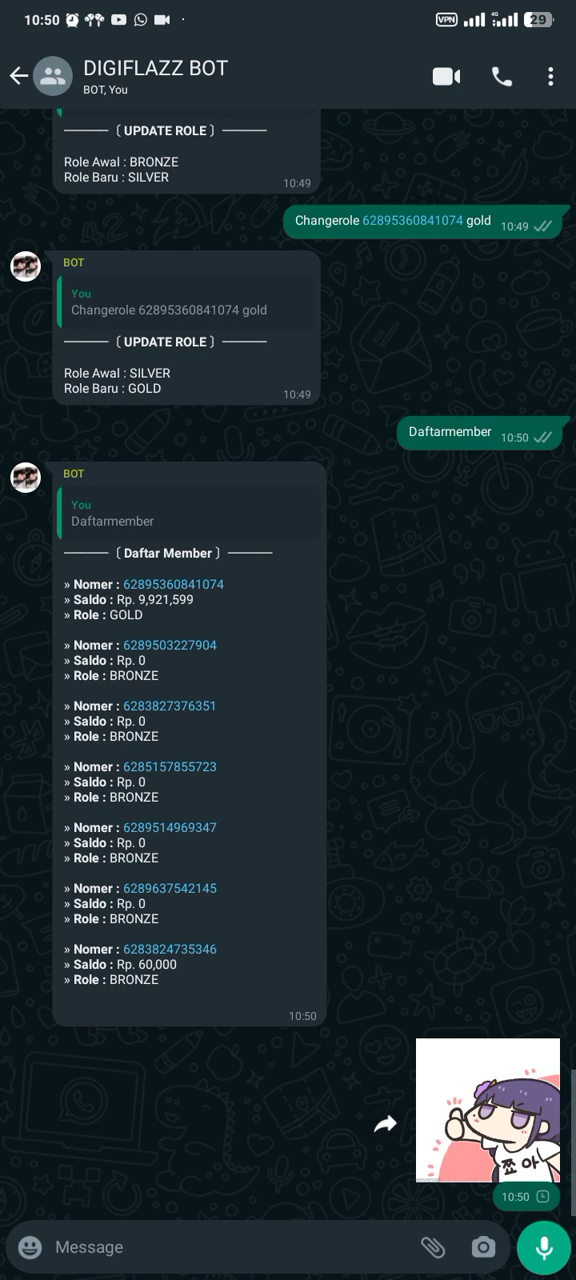 10:50
VPN
4G
29
DIGIFLAZZ BOT
BOT, You
〔 UPDATE ROLE 〕
Role Awal : BRONZE
Role Baru : SILVER
10:49
Changerole 62895360841074 gold
10:49
BOT
You
Changerole 62895360841074 gold
〔 UPDATE ROLE 〕
Role Awal : SILVER
Role Baru : GOLD
10:49
Daftarmember
10:50
BOT
You
Daftarmember
〔 Daftar Member 〕
» Nomer : 62895360841074
» Saldo : Rp. 9,921,599
» Role : GOLD
» Nomer : 6289503227904
» Saldo : Rp. 0
» Role : BRONZE
» Nomer : 6283827376351
» Saldo : Rp. 0
» Role : BRONZE
» Nomer : 6285157855723
» Saldo : Rp. 0
» Role : BRONZE
» Nomer : 6289514969347
» Saldo : Rp. 0
» Role : BRONZE
» Nomer : 6289637542145
» Saldo : Rp. 0
» Role : BRONZE
» Nomer : 6283824735346
» Saldo : Rp. 60,000
» Role : BRONZE
10:50
쪼아
10:50
Message